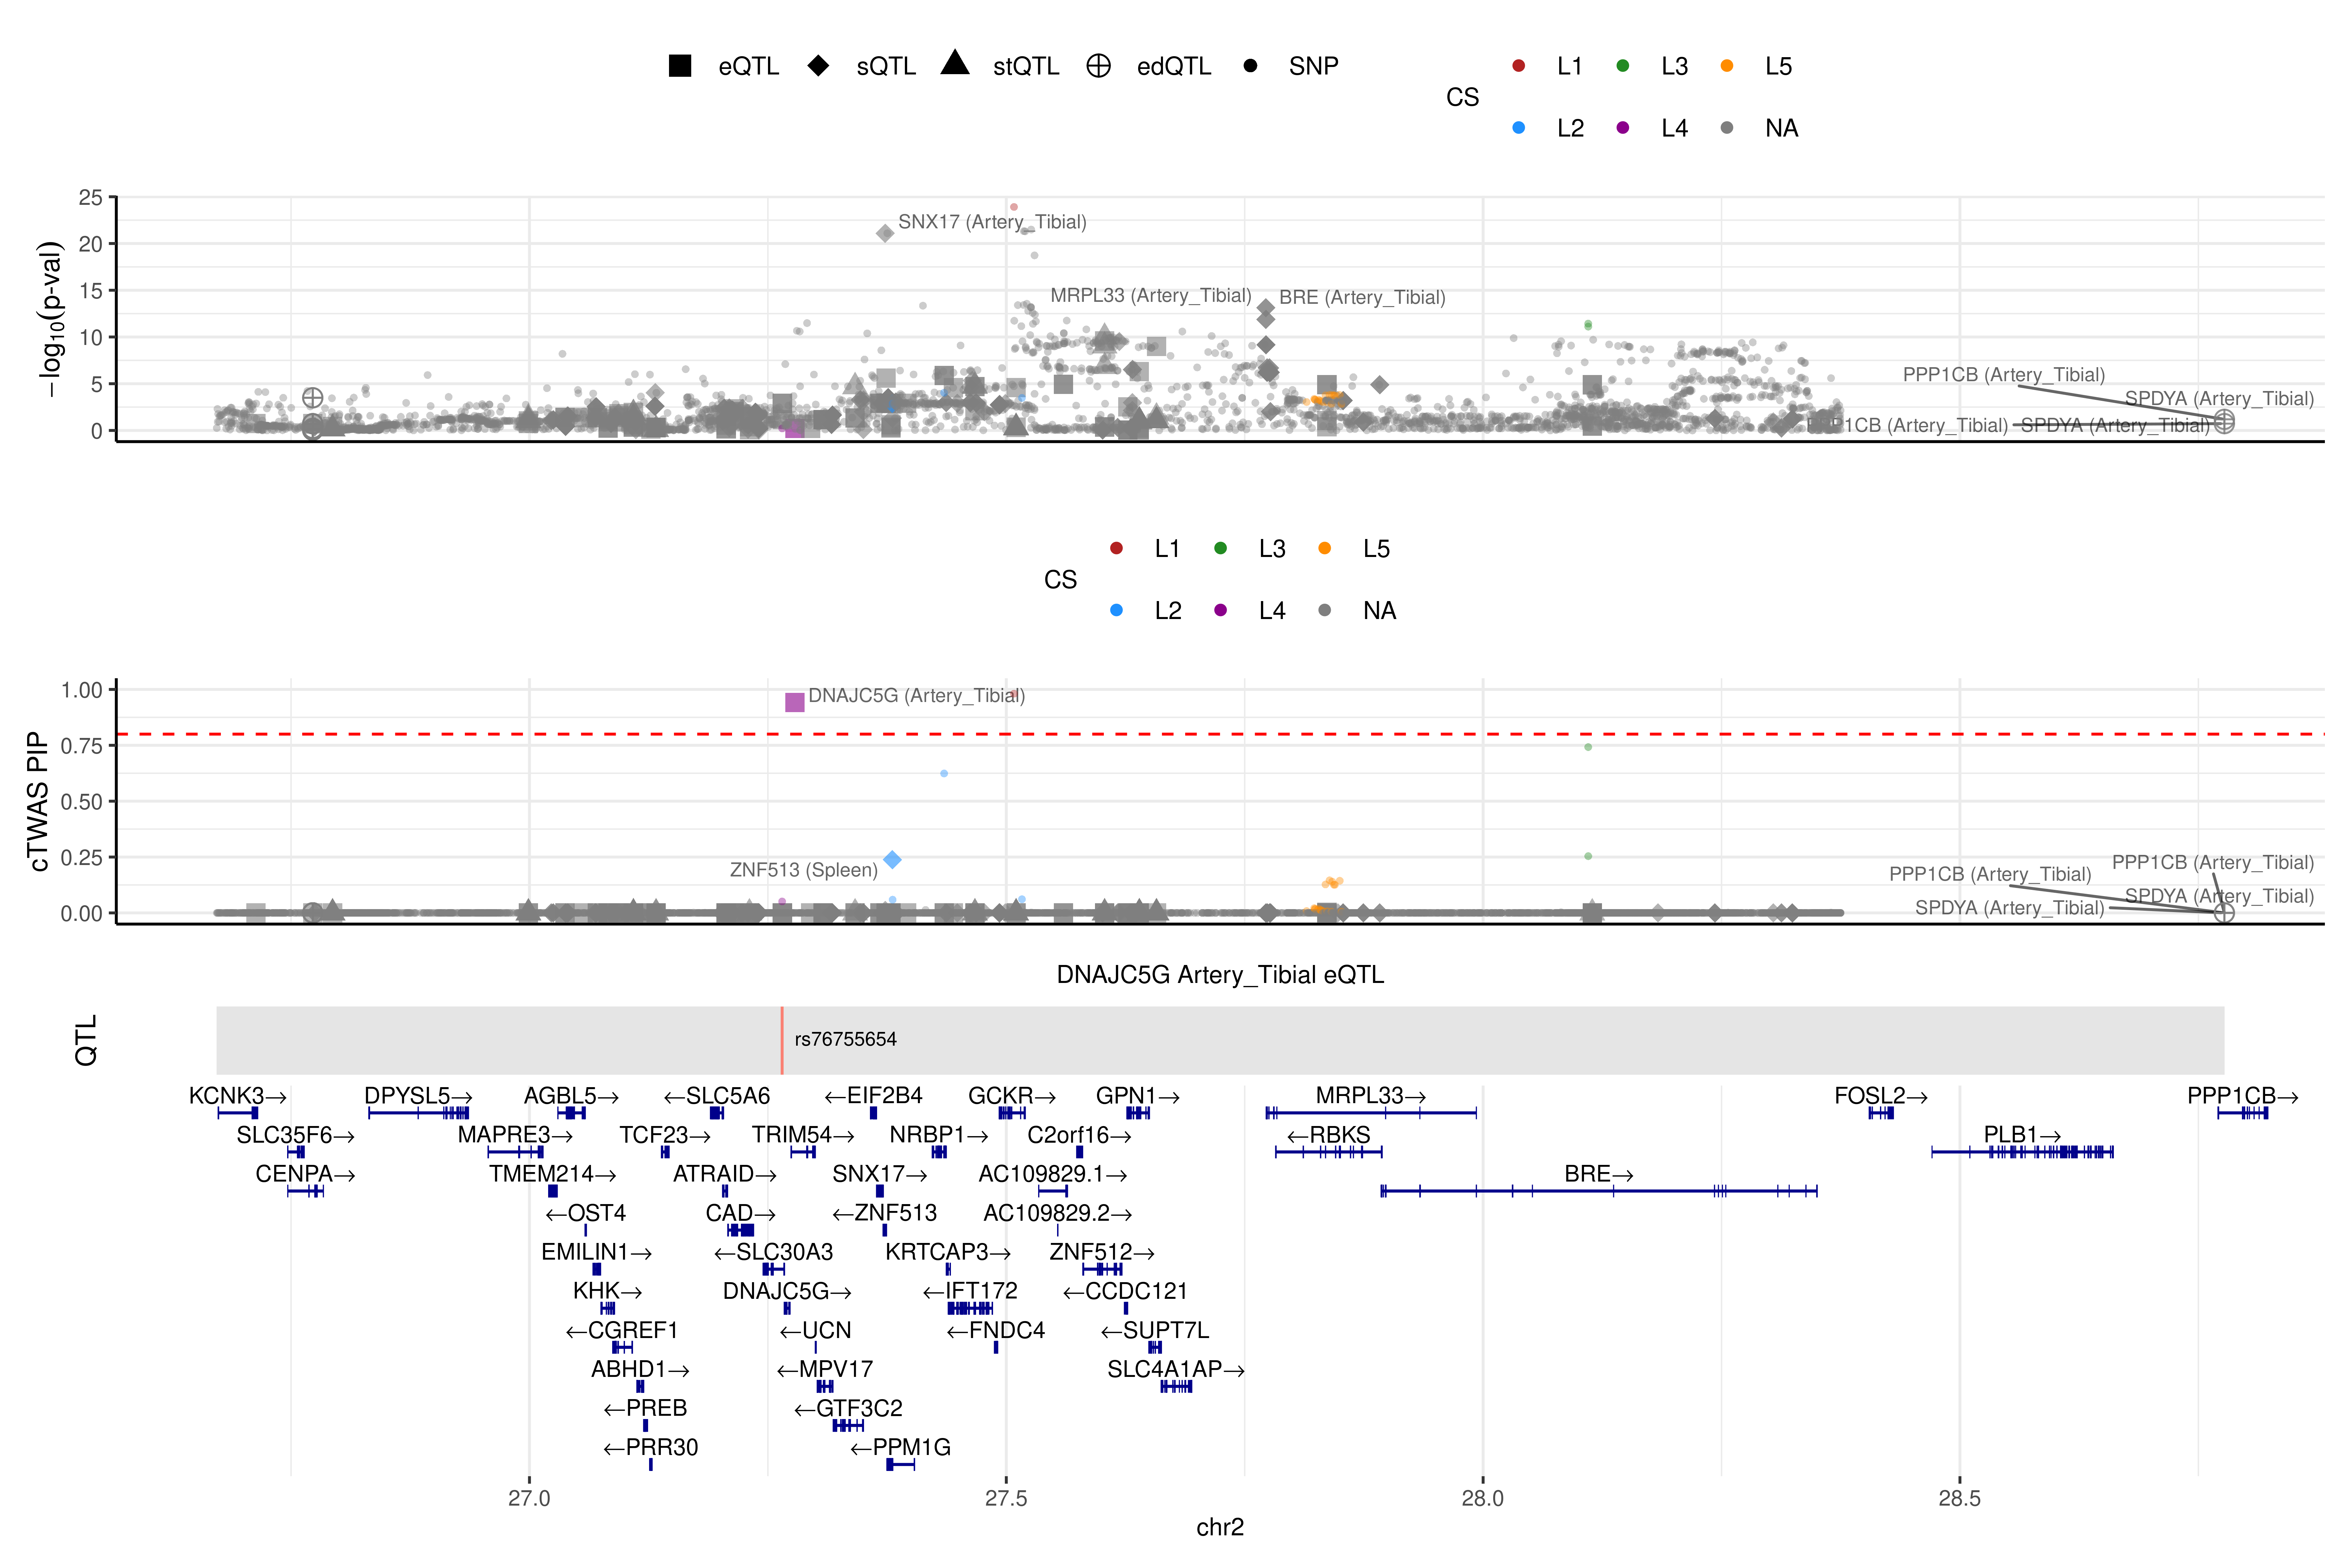 eQTL sQTL stQTL edQTL SNP
CS
L1 L3 L5
L2 L4 NA
−log10(p-val)
25
20
15
10
5
0
SNX17 (Artery_Tibial)
MRPL33 (Artery_Tibial) BRE (Artery_Tibial)
PPP1CB (Artery_Tibial)
SPDYA (Artery_Tibial)
PPP1CB (Artery_Tibial) SPDYA (Artery_Tibial)
CS
L1 L3 L5
L2 L4 NA
cTWAS PIP
1.00
0.75
0.50
0.25
0.00
DNAJC5G (Artery_Tibial)
ZNF513 (Spleen)
PPP1CB (Artery_Tibial)
PPP1CB (Artery_Tibial)
SPDYA (Artery_Tibial)
SPDYA (Artery_Tibial)
DNAJC5G Artery_Tibial eQTL
QTL
rs76755654
KCNK3→ DPYSL5→ AGBL5→ ←SLC5A6 ←EIF2B4 GCKR→ GPN1→ MRPL33→ FOSL2→ PPP1CB→
SLC35F6→ MAPRE3→ TCF23→ TRIM54→ NRBP1→ C2orf16→ ←RBKS PLB1→
CENPA→ TMEM214→ ATRAID→ SNX17→ AC109829.1→ BRE→
←OST4 CAD→ ←ZNF513 AC109829.2→
EMILIN1→ ←SLC30A3 KRTCAP3→ ZNF512→
KHK→ DNAJC5G→ ←IFT172 ←CCDC121
←CGREF1 ←UCN ←FNDC4 ←SUPT7L
ABHD1→ ←MPV17 SLC4A1AP→
←PREB ←GTF3C2
←PRR30 ←PPM1G
27.0 27.5 28.0 28.5
chr2